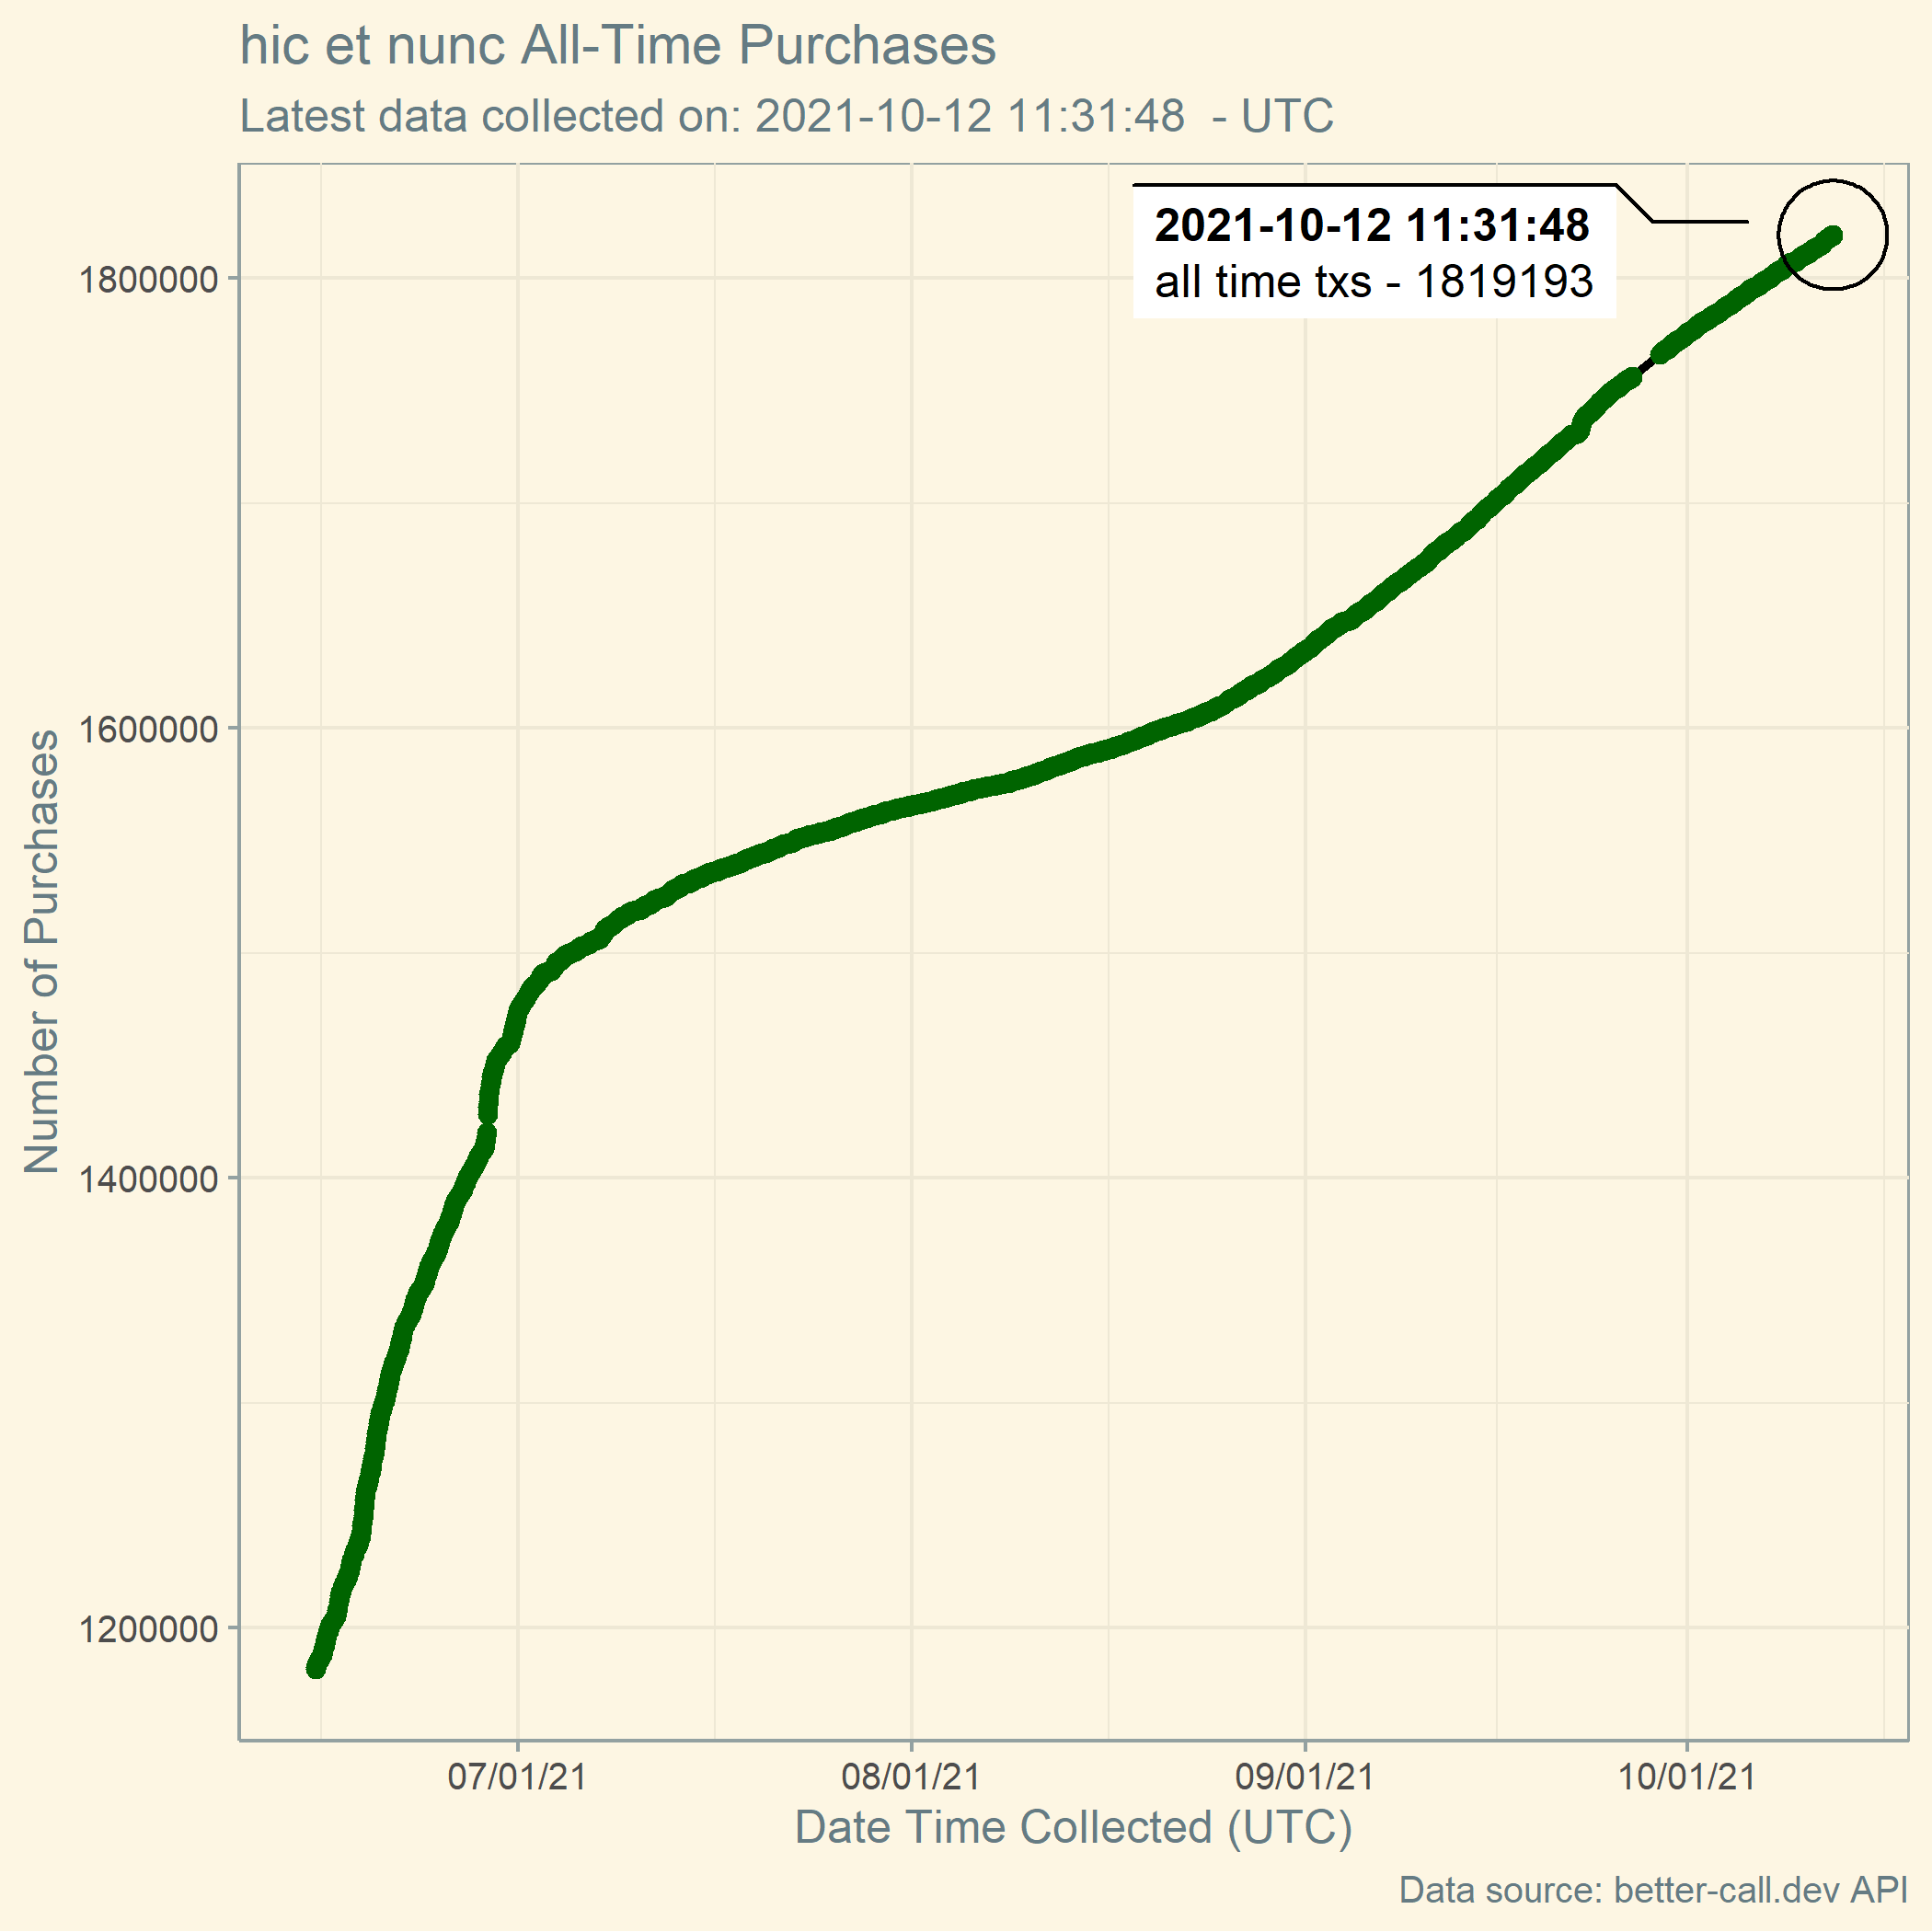 hic et nunc All-Time Purchases
Latest data collected on: 2021-10-12 11:31:48  - UTC
2021-10-12 11:31:48
all time txs - 1819193
Number of Purchases
1800000
1600000
1400000
1200000
07/01/21
08/01/21
09/01/21
10/01/21
Date Time Collected (UTC)
Data source: better-call.dev API